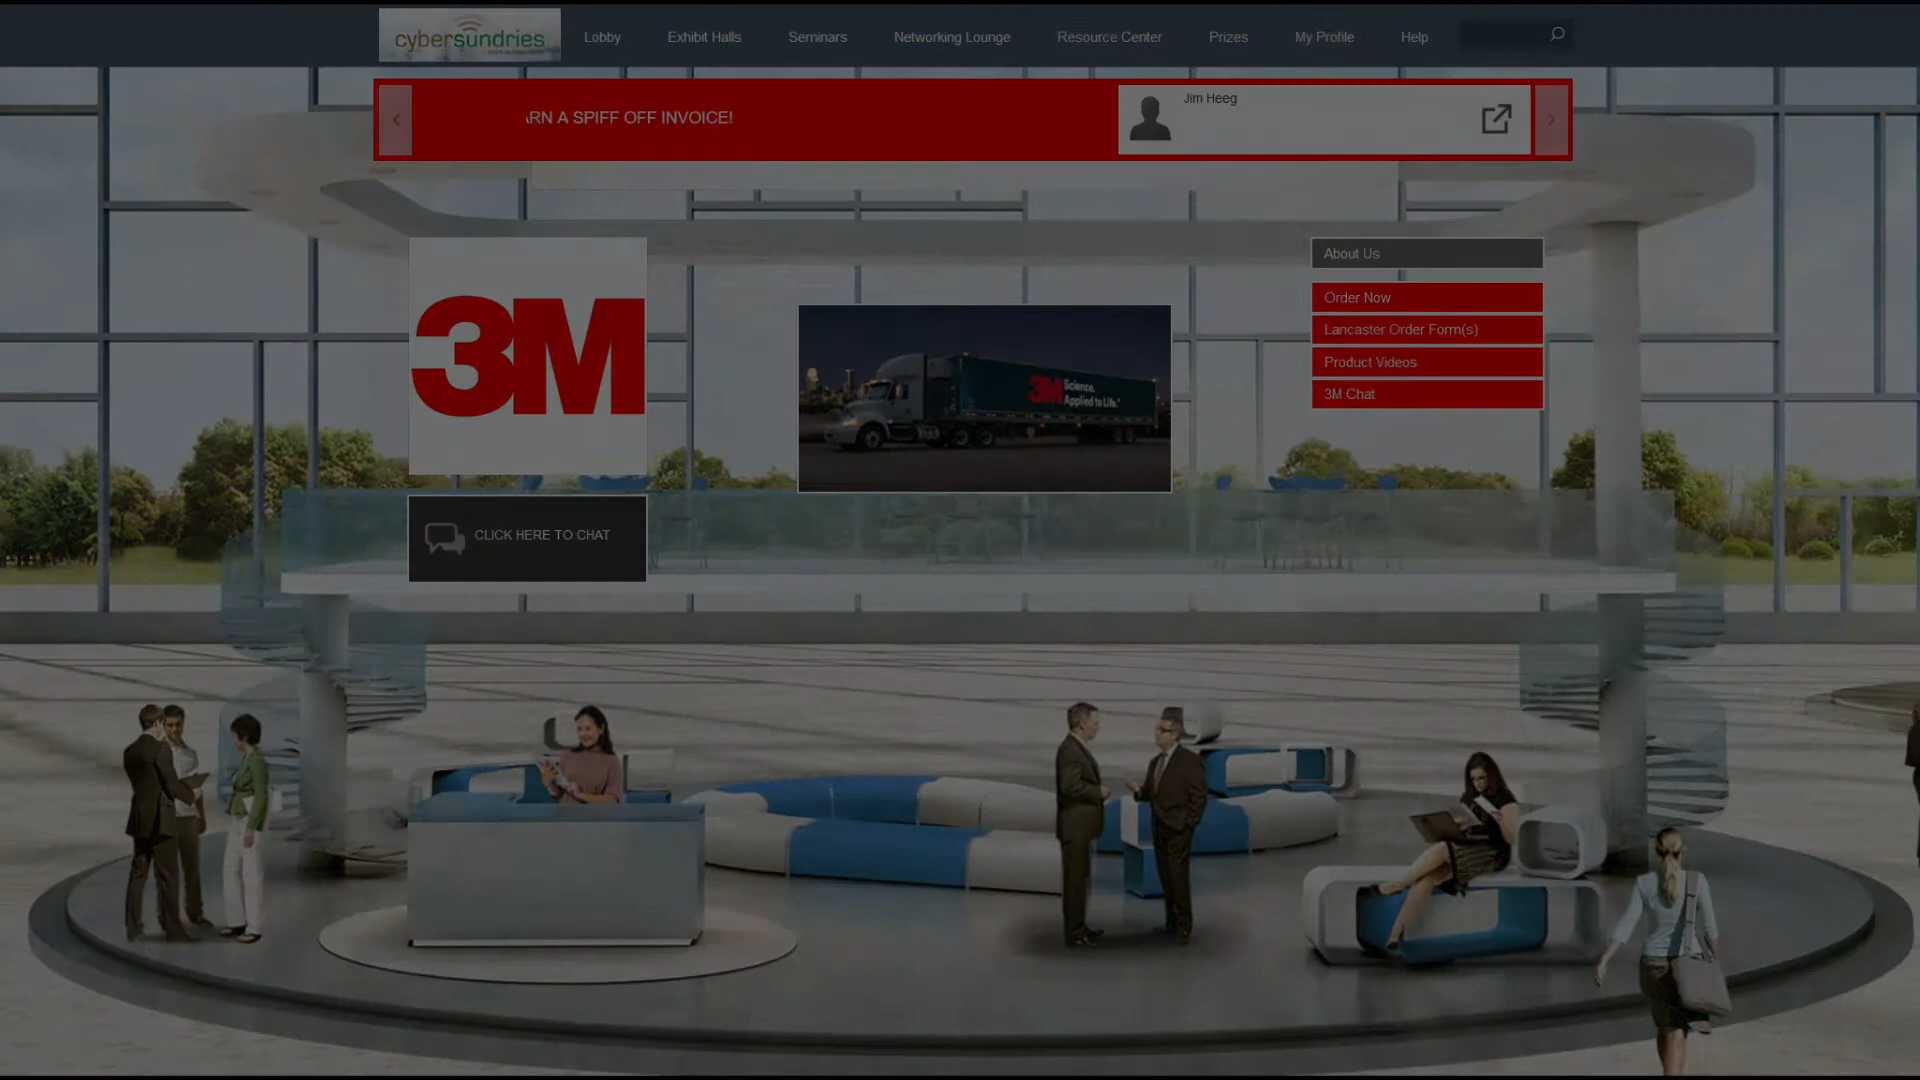 cybersundries
Lobby
Exhibit Halls
Seminars
Networking Lounge
Resource Center
Prizes
My Profile
Help
ARN A SPIFF OFF INVOICE!
Jim Heeg
3M
3M Science.
Applied to Life.™
About Us
Order Now
Lancaster Order Form(s)
Product Videos
3M Chat
CLICK HERE TO CHAT